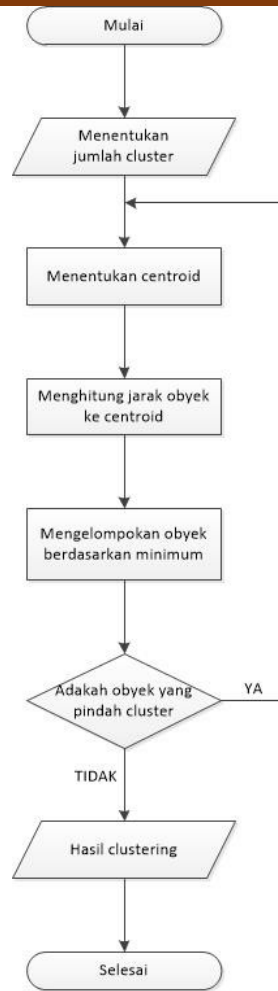 Mulai
Menentukan
jumlah cluster
Menentukan centroid
Menghitung jarak obyek
ke centroid
Mengelompokan obyek
berdasarkan minimum
Adakah obyek yang
pindah cluster
YA
TIDAK
Hasil clustering
Selesai